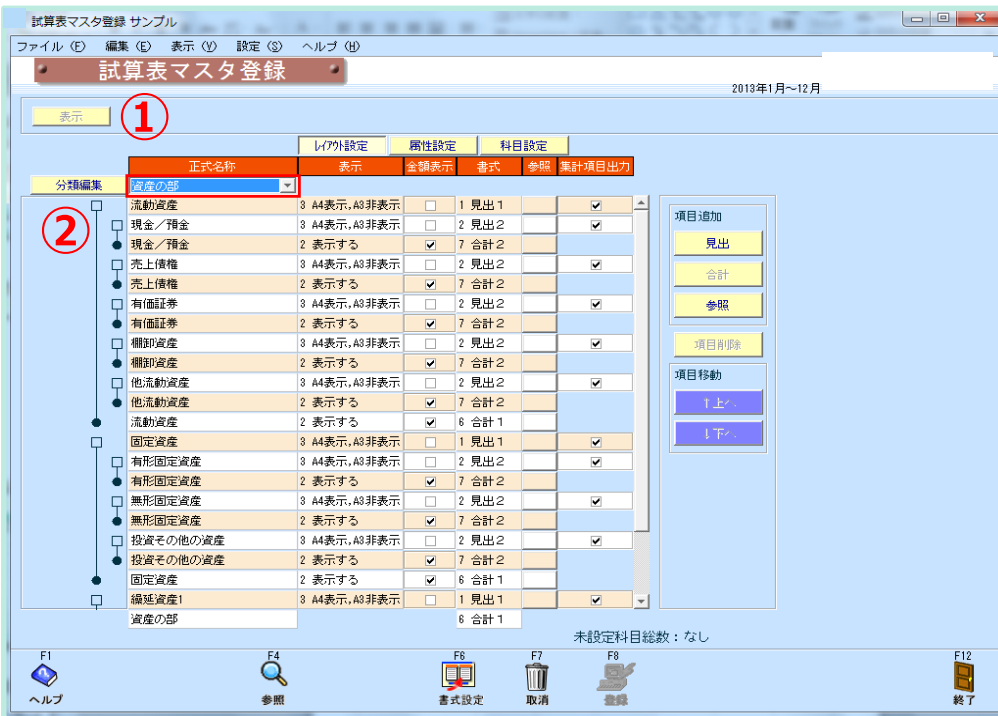 試算表マスタ登録 サンプル
ファイル (F) 編集 (E) 表示 (V) 設定 (S) ヘルプ (H)
試算表マスタ登録
2013年1月~12月
表示 ①
レイアウト設定 属性設定 科目設定
正式名称 表示 金額表示 書式 参照 集計項目出力
分類編集 資産の部
②
流動資産 3 A4表示,A3非表示 1 見出1
現金/預金 3 A4表示,A3非表示 2 見出2
現金/預金 2 表示する 7 合計2
売上債権 3 A4表示,A3非表示 2 見出2
売上債権 2 表示する 7 合計2
有価証券 3 A4表示,A3非表示 2 見出2
有価証券 2 表示する 7 合計2
棚卸資産 3 A4表示,A3非表示 2 見出2
棚卸資産 2 表示する 7 合計2
他流動資産 3 A4表示,A3非表示 2 見出2
他流動資産 2 表示する 7 合計2
流動資産 2 表示する 6 合計1
固定資産 3 A4表示,A3非表示 1 見出1
有形固定資産 3 A4表示,A3非表示 2 見出2
有形固定資産 2 表示する 7 合計2
無形固定資産 3 A4表示,A3非表示 2 見出2
無形固定資産 2 表示する 7 合計2
投資その他の資産 3 A4表示,A3非表示 2 見出2
投資その他の資産 2 表示する 7 合計2
固定資産 2 表示する 6 合計1
繰延資産1 3 A4表示,A3非表示 1 見出1
資産の部 6 合計1
項目追加
見出
合計
参照
項目削除
項目移動
↑上へ
↓下へ
未設定科目総数:なし
F1 F4 F6 F7 F8 F12
ヘルプ 参照 書式設定 取消 登録 終了